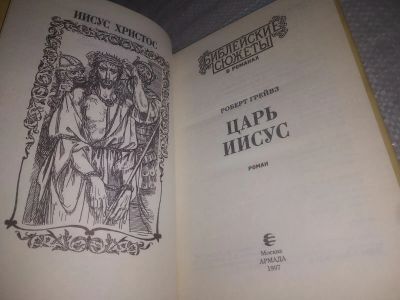 ИИСУС ХРИСТОС
БИБЛЕЙСКИЕ
СЮЖЕТЫ
В РОМАНАХ
РОБЕРТ ГРЕЙВЗ
ЦАРЬ
ИИСУС
РОМАН
Москва
АРМАДА
1997